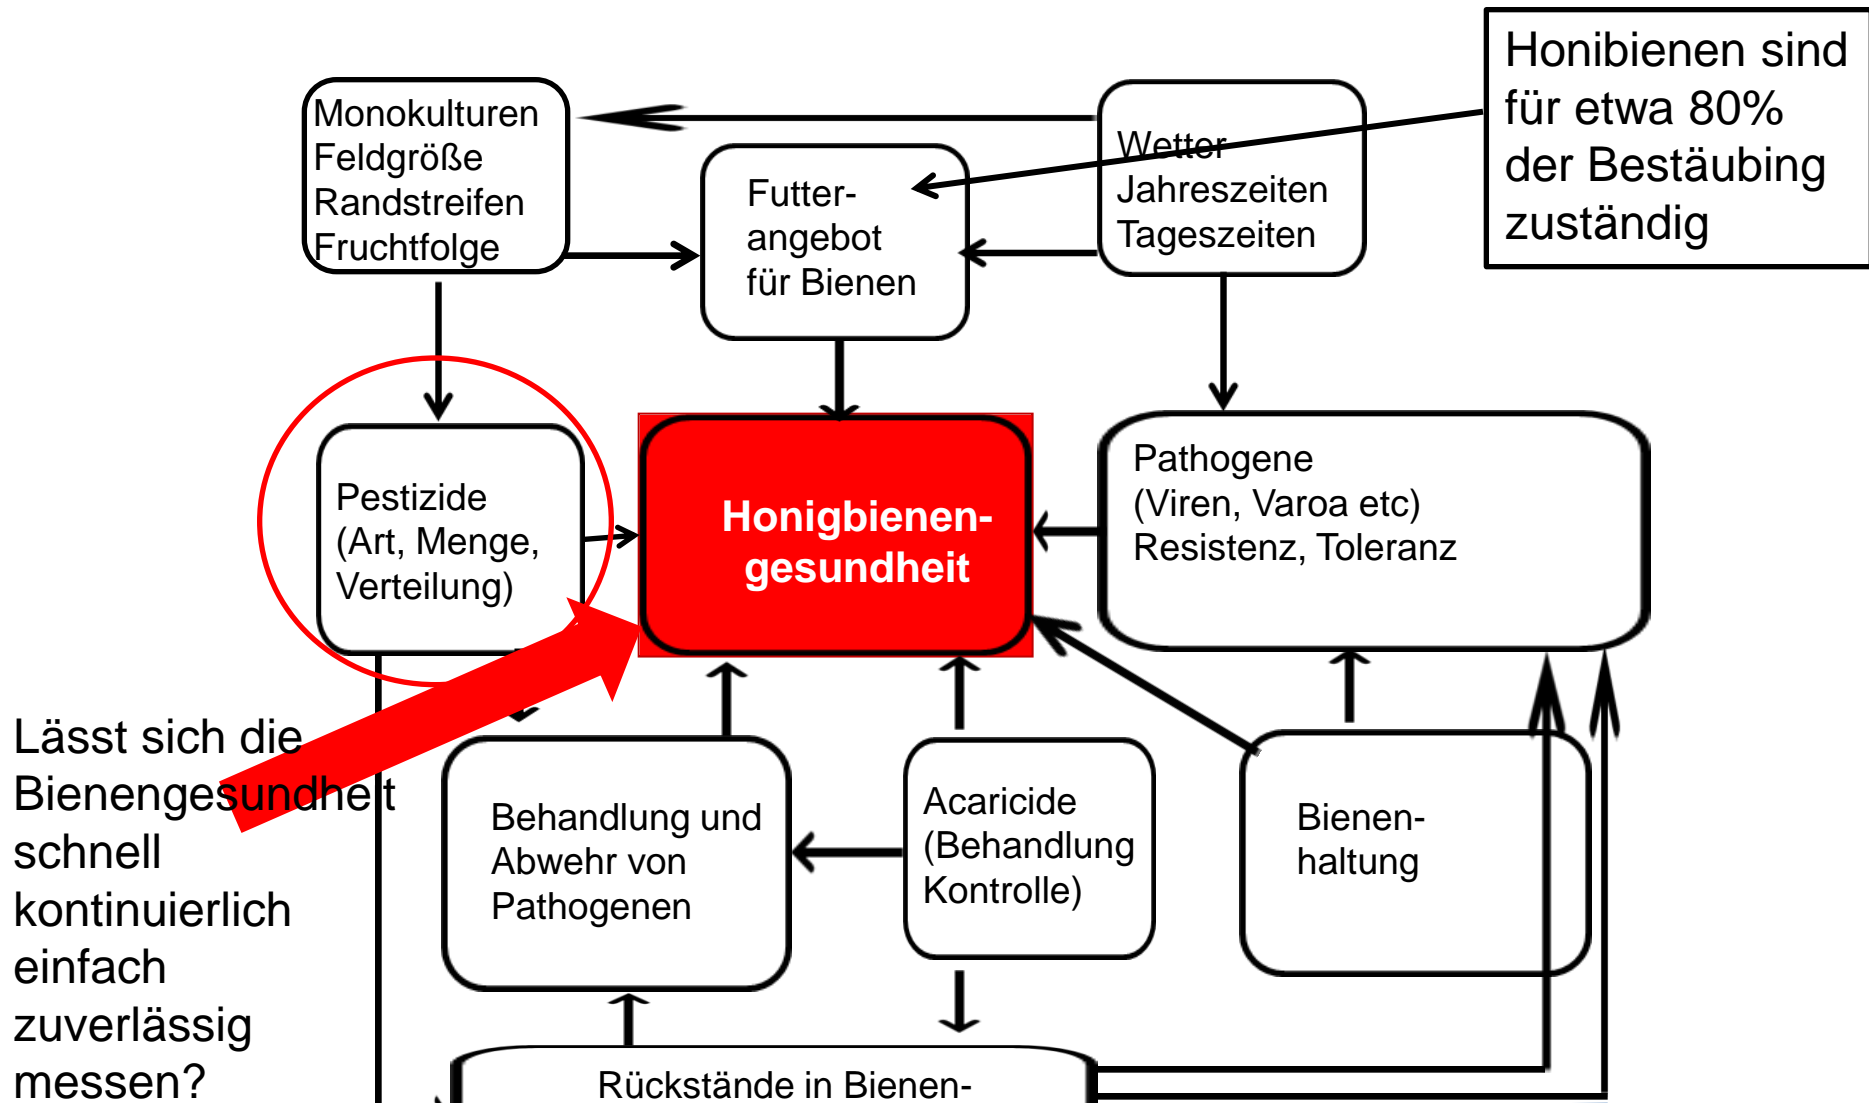 Honibienen sind
für etwa 80%
der Bestäubing
zuständig
Monokulturen
Feldgröße
Randstreifen
Fruchtfolge
Futter-
angebot
für Bienen
Wetter
Jahreszeiten
Tageszeiten
Pestizide
(Art, Menge,
Verteilung)
Honigbienen-
gesundheit
Pathogene
(Viren, Varoa etc)
Resistenz, Toleranz
Lässt sich die
Bienengesundheit
schnell
kontinuierlich
einfach
zuverlässig
messen?
Behandlung und
Abwehr von
Pathogenen
Acaricide
(Behandlung
Kontrolle)
Bienen-
haltung
Rückstände in Bienen-